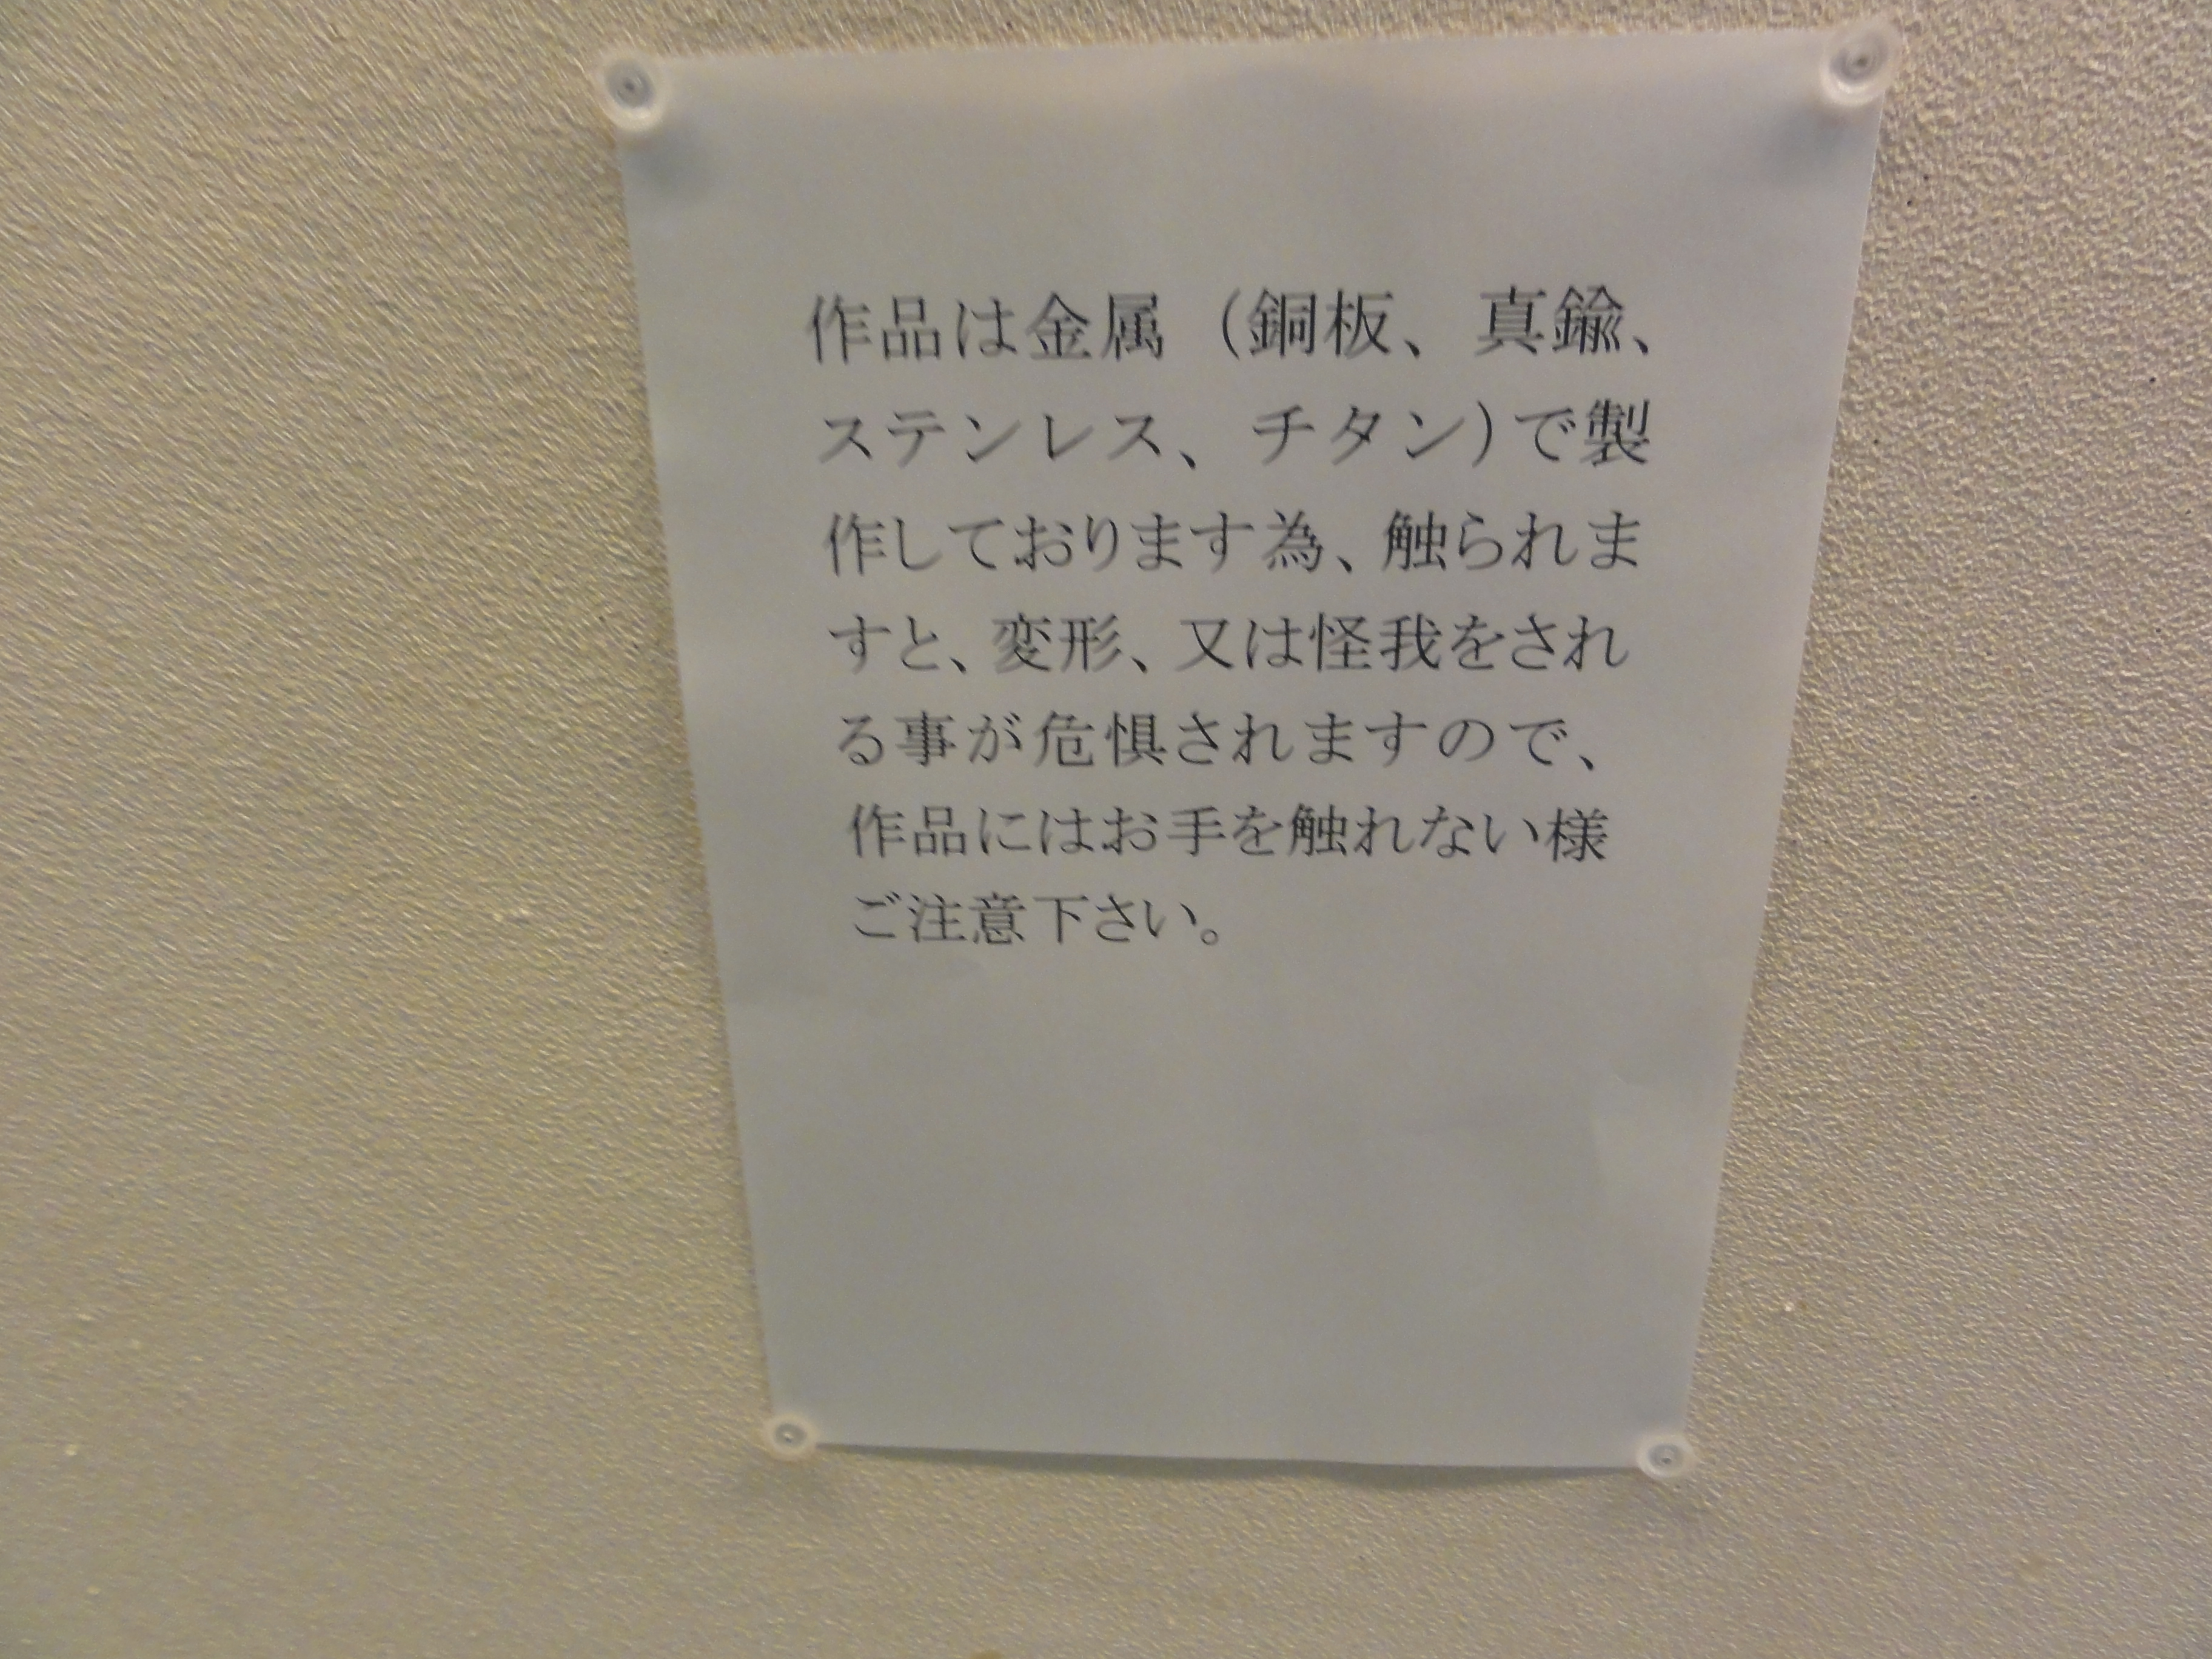 作品は金属（銅板、真鍮、
ステンレス、チタン）で製
作しております為、触られま
すと、変形、又は怪我をされ
る事が危惧されますので、
作品にはお手を触れない様
ご注意下さい。